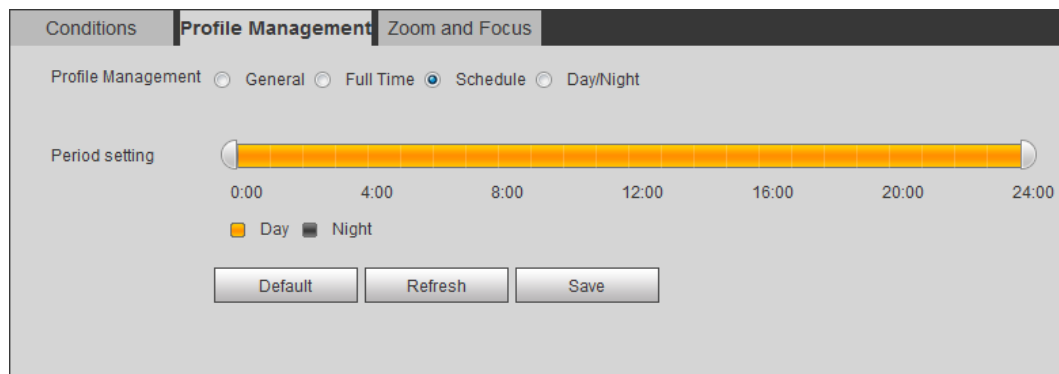 Conditions Profile Management Zoom and Focus
Profile Management General Full Time Schedule Day/Night
Period setting
0:00 4:00 8:00 12:00 16:00 20:00 24:00
Day Night
Default Refresh Save